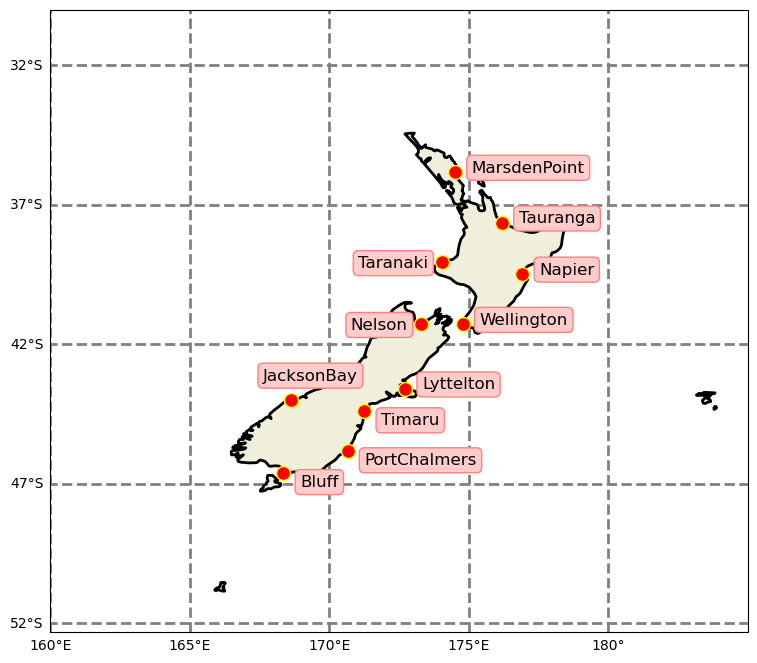 32°S
MarsdenPoint
37°S
Tauranga
Taranaki
Napier
Nelson
Wellington
42°S
JacksonBay
Lyttelton
Timaru
PortChalmers
47°S
Bluff
52°S
160°E
165°E
170°E
175°E
180°